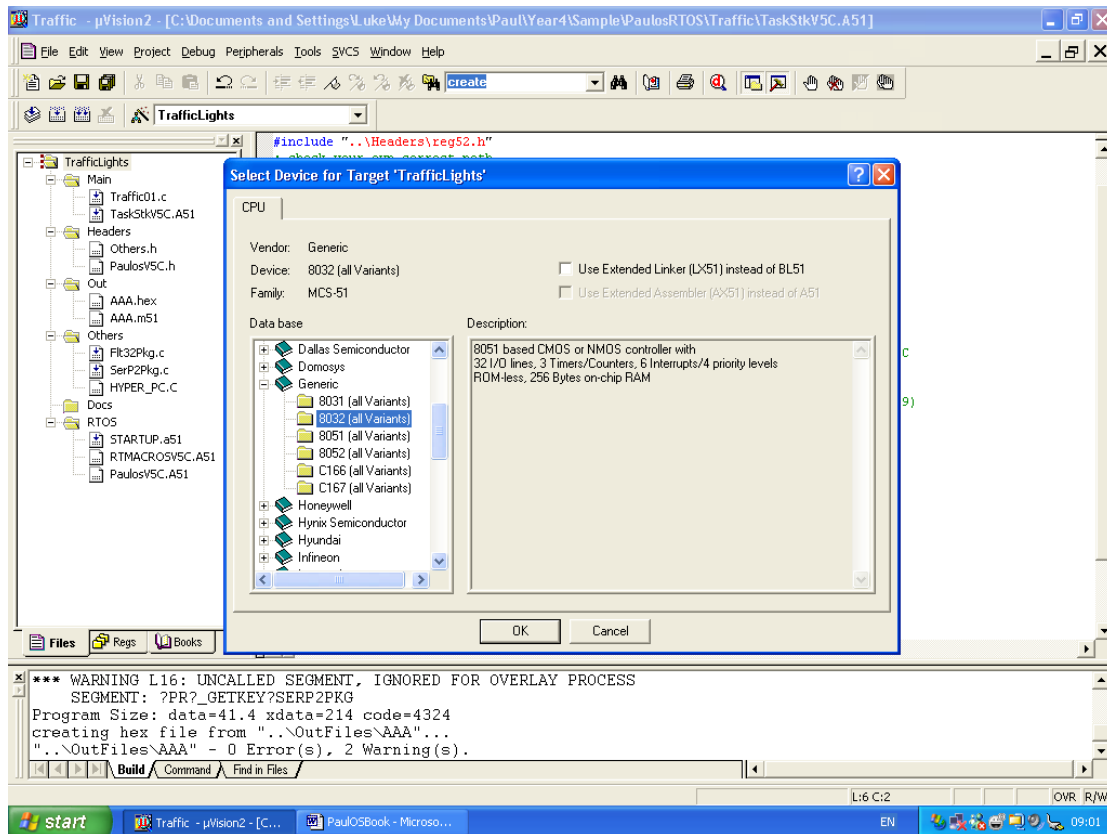 Traffic - µVision2 - [C:\Documents and Settings\Luke\My Documents\Paul\Year4\Sample\PaulosRTOS\Traffic\TaskStkV5C.A51]
File Edit View Project Debug Peripherals Tools SVCS Window Help
create
TrafficLights
#include "..\Headers\reg52.h"
TrafficLights
Main
Traffic01.c
TaskStkV5C.A51
Headers
Others.h
PaulosV5C.h
Out
AAA.hex
AAA.m51
Others
Flt32Pkg.c
SerP2Pkg.c
HYPER_PC.C
Docs
RTOS
STARTUP.a51
RTMACROSV5C.A51
PaulosV5C.A51
Files Regs Books
Select Device for Target 'TrafficLights'
CPU
Vendor: Generic
Device: 8032 (all Variants)
Family: MCS-51
Use Extended Linker (LX51) instead of BL51
Use Extended Assembler (AX51) instead of A51
Data base
Dallas Semiconductor
Domosys
Generic
8031 (all Variants)
8032 (all Variants)
8051 (all Variants)
8052 (all Variants)
C166 (all Variants)
C167 (all Variants)
Honeywell
Hynix Semiconductor
Hyundai
Infineon
Description:
8051 based CMOS or NMOS controller with
32 I/O lines, 3 Timers/Counters, 6 Interrupts/4 priority levels
ROM-less, 256 Bytes on-chip RAM
C
9)
OK Cancel
*** WARNING L16: UNCALLED SEGMENT, IGNORED FOR OVERLAY PROCESS
SEGMENT: ?PR?_GETKEY?SERP2PKG
Program Size: data=41.4 xdata=214 code=4324
creating hex file from "..\OutFiles\AAA"...
"..\OutFiles\AAA" - 0 Error(s), 2 Warning(s).
Build Command Find in Files
L:6 C:2 OVR R/W
start Traffic - µVision2 - [C... PaulOSBook - Microso... EN 09:01